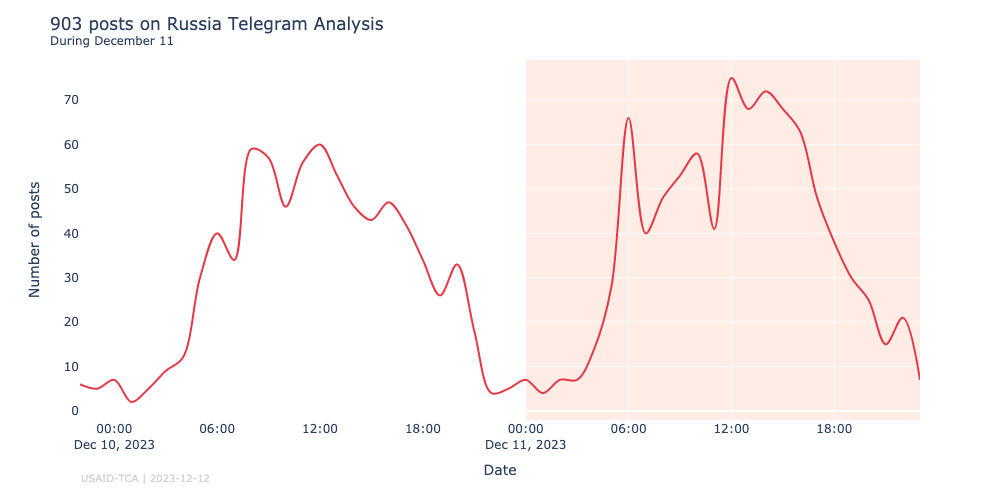 903 posts on Russia Telegram Analysis
During December 11
Number of posts
70
60
50
40
30
20
10
0
00:00 06:00 12:00 18:00 00:00 06:00 12:00 18:00
Dec 10, 2023 Dec 11, 2023
Date
USAID-TCA | 2023-12-12